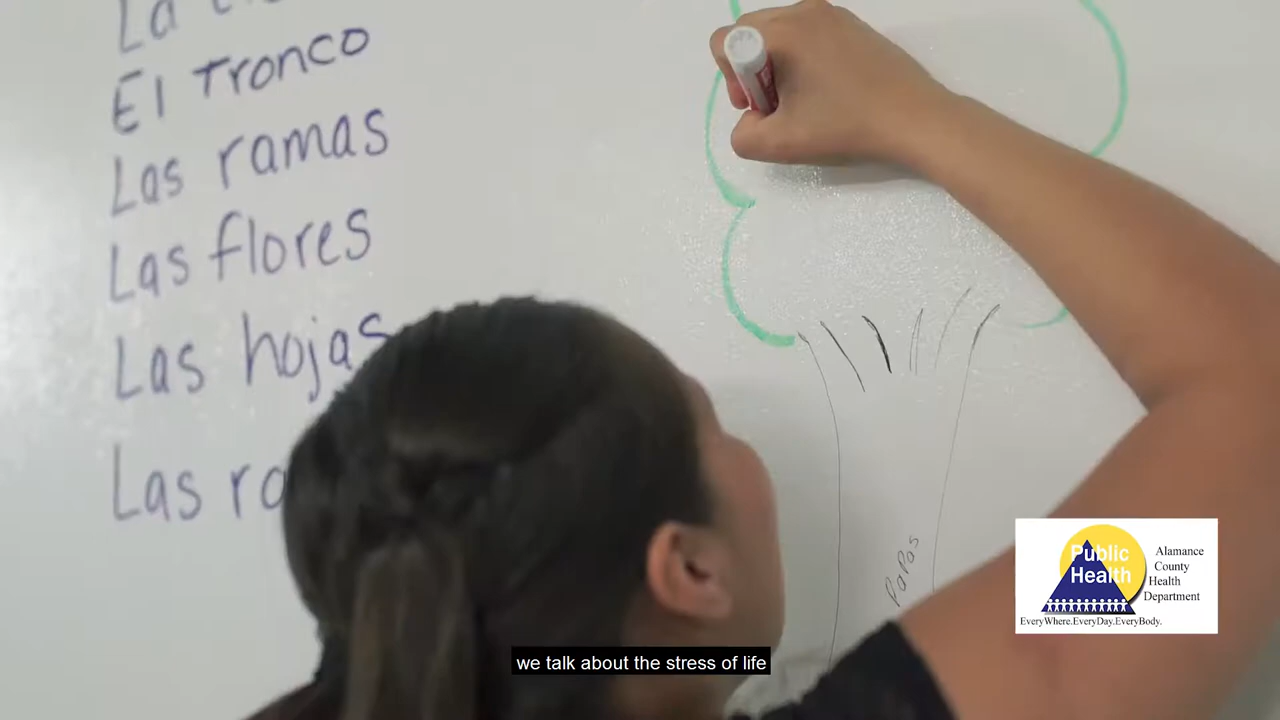 La
El Tronco
Las ramas
Las flores
Las hojas
Las
PaPas
Public
Health
Alamance
County
Health
Department
EveryWhere.EveryDay.EveryBody.
we talk about the stress of life